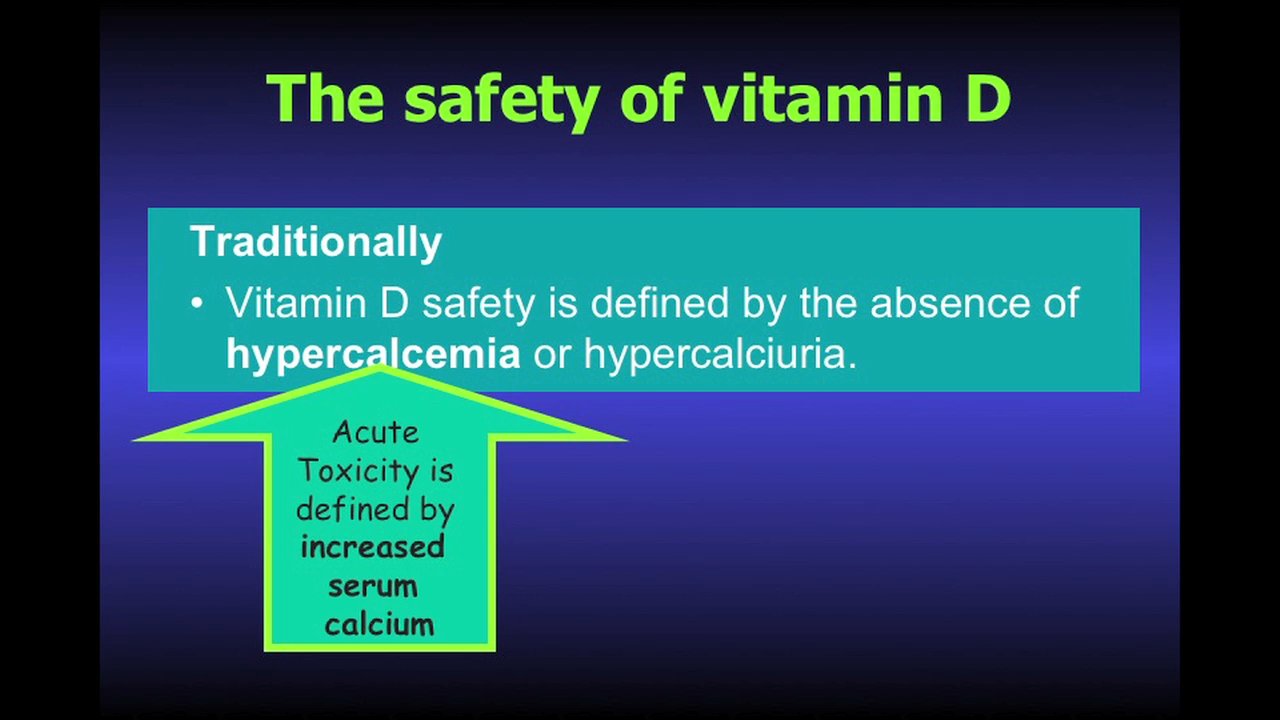 The safety of vitamin D
Traditionally
• Vitamin D safety is defined by the absence of
hypercalcemia or hypercalciuria.
Acute
Toxicity is
defined by
increased
serum
calcium